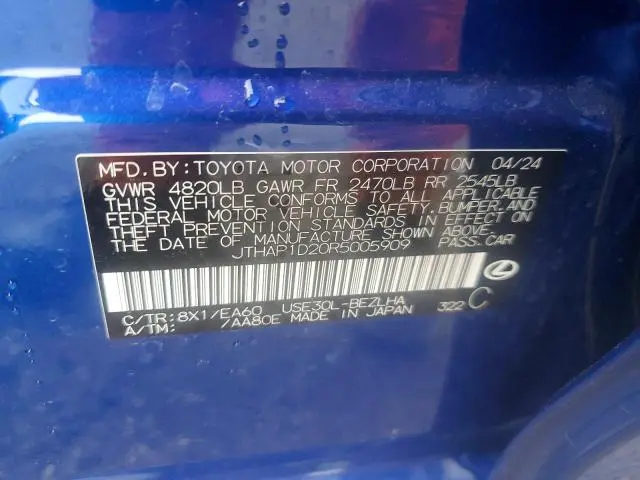 MFD. BY: TOYOTA MOTOR CORPORATION 04/24
GVWR 4820LB GAWR FR 2470LB RR 2545LB
THIS VEHICLE CONFORMS TO ALL APPLICABLE
FEDERAL MOTOR VEHICLE SAFETY, BUMPER, AND
THEFT PREVENTION STANDARDS IN EFFECT ON
THE DATE OF MANUFACTURE SHOWN ABOVE.
JTHAP1D20R5005909 PASS.CAR
C/TR: 8X1/EA60 USE30L-BEZLHA 322 C
A/TM: 7AA80E MADE IN JAPAN